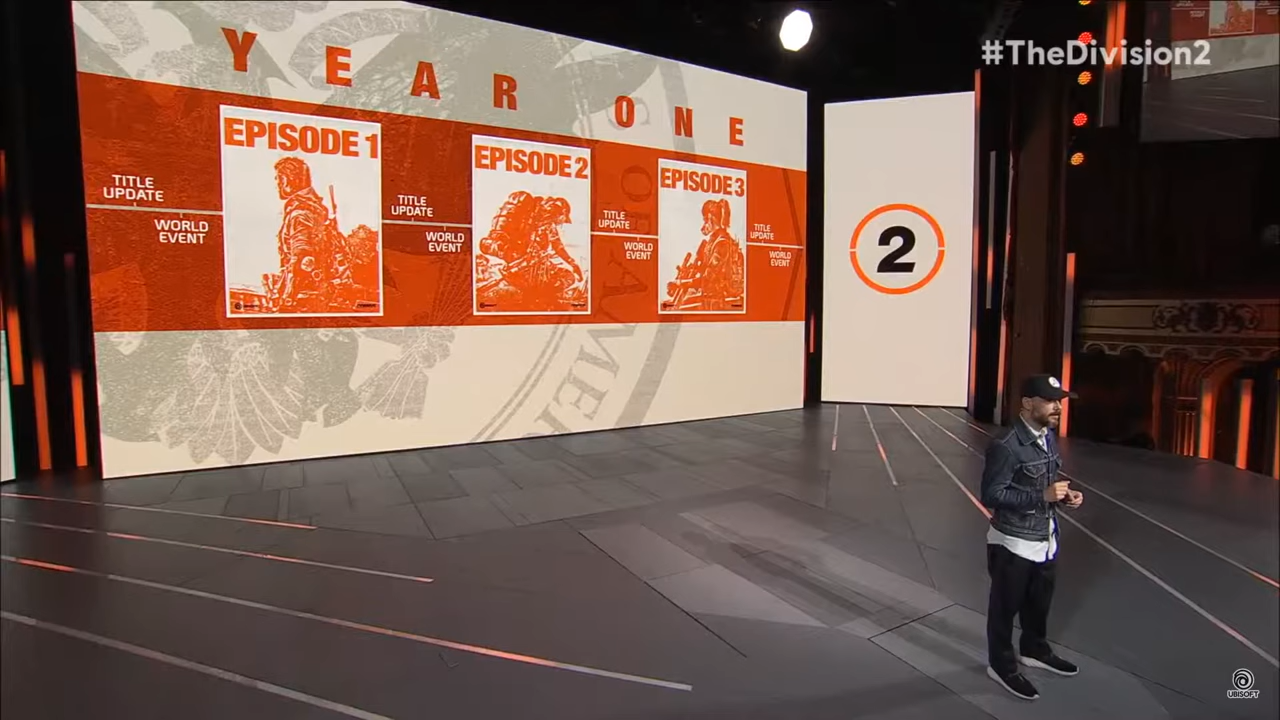 #TheDivision2
YEAR ONE
EPISODE 1
EPISODE 2
EPISODE 3
TITLE
UPDATE
WORLD
EVENT
TITLE
UPDATE
WORLD
EVENT
TITLE
UPDATE
WORLD
EVENT
TITLE
UPDATE
WORLD
EVENT
2
UBISOFT